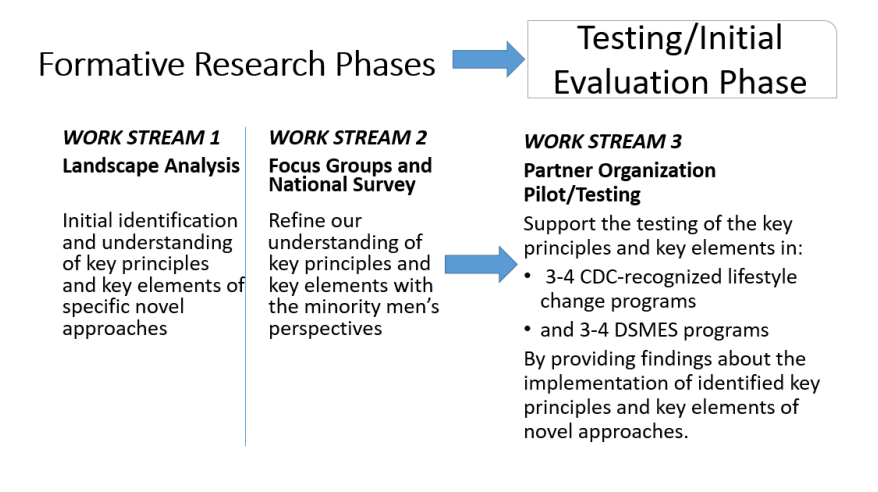 Formative Research Phases
Testing/Initial
Evaluation Phase
WORK STREAM 1
Landscape Analysis
Initial identification
and understanding
of key principles
and key elements of
specific novel
approaches
WORK STREAM 2
Focus Groups and
National Survey
Refine our
understanding of
key principles and
key elements with
the minority men's
perspectives
WORK STREAM 3
Partner Organization
Pilot/Testing
Support the testing of the key
principles and key elements in:
• 3-4 CDC-recognized lifestyle
change programs
• and 3-4 DSMES programs
By providing findings about the
implementation of identified key
principles and key elements of
novel approaches.